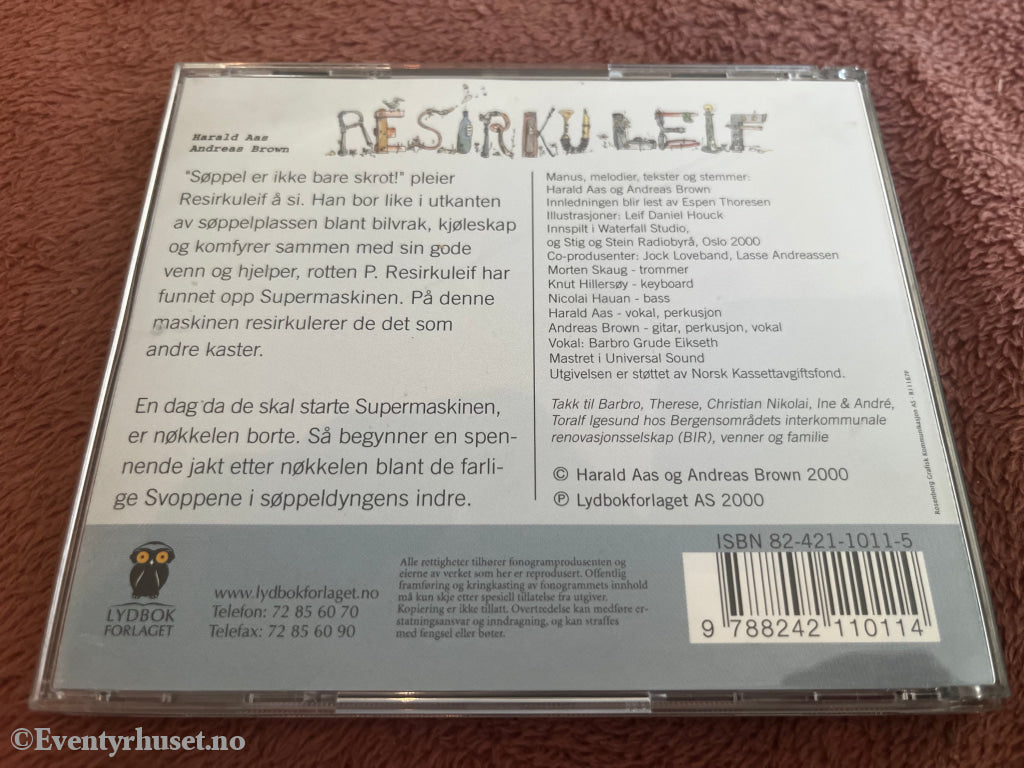 Harald Aas
Andreas Brown
RESIRKULEIF
"Søppel er ikke bare skrot!" pleier
Resirkuleif å si. Han bor like i utkanten
av søppelplassen blant bilvrak, kjøleskap
og komfyrer sammen med sin gode
venn og hjelper, rotten P. Resirkuleif har
funnet opp Supermaskinen. På denne
maskinen resirkulerer de det som
andre kaster.
En dag da de skal starte Supermaskinen,
er nøkkelen borte. Så begynner en spen-
nende jakt etter nøkkelen blant de farli-
ge Svoppene i søppeldyngens indre.
Manus, melodier, tekster og stemmer:
Harald Aas og Andreas Brown
Innledningen blir lest av Espen Thoresen
Illustrasjoner: Leif Daniel Houck
Innspilt i Waterfall Studio,
og Stig og Stein Radiobyrå, Oslo 2000
Co-produsenter: Jock Loveband, Lasse Andreassen
Morten Skaug - trommer
Knut Hillersøy - keyboard
Nicolai Hauan - bass
Harald Aas - vokal, perkusjon
Andreas Brown - gitar, perkusjon, vokal
Vokal: Barbro Grude Eikseth
Mastret i Universal Sound
Utgivelsen er støttet av Norsk Kassettavgiftsfond.
Takk til Barbro, Therese, Christian Nikolai, Ine & André,
Toralf Igesund hos Bergensområdets interkommunale
renovasjonsselskap (BIR), venner og familie
© Harald Aas og Andreas Brown 2000
℗ Lydbokforlaget AS 2000
Rosenborg Grafisk Kommunikasjon AS - R11167F
LYDBOK
FORLAGET
www.lydbokforlaget.no
Telefon: 72 85 60 70
Telefax: 72 85 60 90
Alle rettigheter tilhører fonogramprodusenten og
eierne av verket som her er reprodusert. Offentlig
framføring og kringkasting av fonogrammets innhold
må kun skje etter spesiell tillatelse fra utgiver.
Kopiering er ikke tillatt. Overtredelse kan medføre er-
statningsansvar og inndragning, og kan straffes
med fengsel eller bøter.
ISBN 82-421-1011-5
9 788242 110114
©Eventyrhuset.no